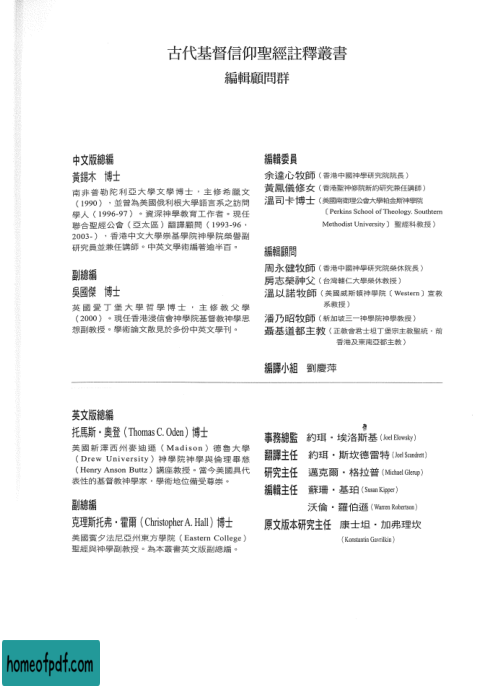 古代基督信仰聖經註釋叢書
編輯顧問群
中文版總編
黃錫木 博士
南非普勒陀利亞大學文學博士，主修希臘文
（1990），並曾為美國俄利根大學語言系之訪問
學人（1996-97）。資深神學教育工作者。現任
聯合聖經公會（亞太區）翻譯顧問（1993-96，
2003-），香港中文大學崇基學院神學院榮譽副
研究員並兼任講師。中英文學術編著逾半百。
副總編
吳國傑 博士
英國愛丁堡大學哲學博士，主修教父學
（2000）。現任香港浸信會神學院基督教神學思
想副教授。學術論文散見於多份中英文學刊。
編輯委員
余達心牧師（香港中國神學研究院院長）
黃鳳儀修女（香港聖神修院新約研究兼任講師）
溫司卡博士（美國南衛理公會大學帕金斯神學院
（Perkins School of Theology, Southtern
Methodist University）聖經科教授）
編輯顧問
周永健牧師（香港中國神學研究院榮休院長）
房志榮神父（台灣輔仁大學榮休教授）
溫以諾牧師（美國威斯頓神學院（Western）宣教
系教授）
潘乃昭牧師（新加坡三一神學院神學教授）
聶基道都主教（正教會君士坦丁堡宗主教聖統，前
香港及東南亞都主教）
編譯小組 劉慶萍
英文版總編
托馬斯・奧登（Thomas C. Oden）博士
美國新澤西州麥迪遜（Madison）德魯大學
（Drew University）神學院神學與倫理畢慈
（Henry Anson Buttz）講座教授。當今美國具代
表性的基督教神學家，學術地位備受尊崇。
副總編
克理斯托弗・霍爾（Christopher A. Hall）博士
美國賓夕法尼亞州東方學院（Eastern College）
聖經與神學副教授。為本叢書英文版副總編。
事務總監 約珥・埃洛斯基（Joel Elowsky）
翻譯主任 約珥・斯坎德雷特（Joel Scandrett）
研究主任 邁克爾・格拉普（Michael Glerup）
編輯主任 蘇珊・基珀（Susan Kipper）
沃倫・羅伯遜（Warren Robertson）
原文版本研究主任 康士坦・加弗理坎
（Konstantin Gavrilkin）
homeofpdf.com